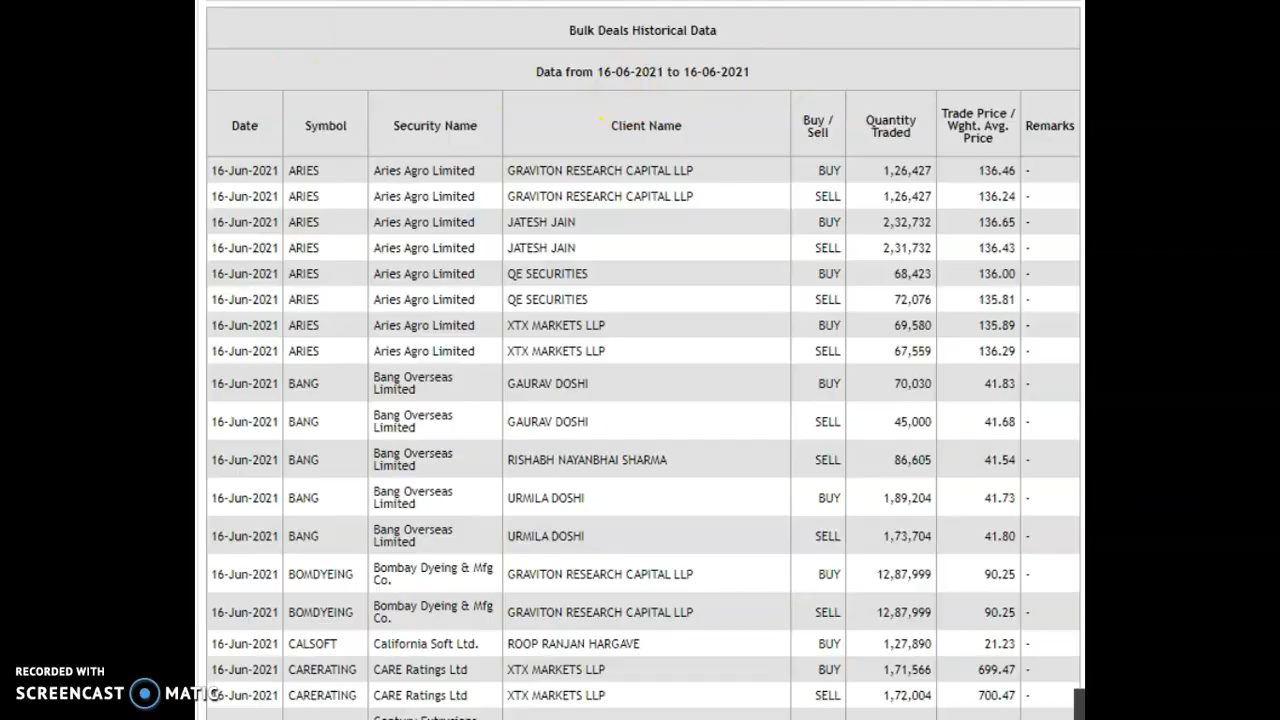 Bulk Deals Historical Data
Data from 16-06-2021 to 16-06-2021
Date Symbol Security Name Client Name Buy / Sell Quantity Traded Trade Price / Wght. Avg. Price Remarks
16-Jun-2021 ARIES Aries Agro Limited GRAVITON RESEARCH CAPITAL LLP BUY 1,26,427 136.46 -
16-Jun-2021 ARIES Aries Agro Limited GRAVITON RESEARCH CAPITAL LLP SELL 1,26,427 136.24 -
16-Jun-2021 ARIES Aries Agro Limited JATESH JAIN BUY 2,32,732 136.65 -
16-Jun-2021 ARIES Aries Agro Limited JATESH JAIN SELL 2,31,732 136.43 -
16-Jun-2021 ARIES Aries Agro Limited QE SECURITIES BUY 68,423 136.00 -
16-Jun-2021 ARIES Aries Agro Limited QE SECURITIES SELL 72,076 135.81 -
16-Jun-2021 ARIES Aries Agro Limited XTX MARKETS LLP BUY 69,580 135.89 -
16-Jun-2021 ARIES Aries Agro Limited XTX MARKETS LLP SELL 67,559 136.29 -
16-Jun-2021 BANG Bang Overseas Limited GAURAV DOSHI BUY 70,030 41.83 -
16-Jun-2021 BANG Bang Overseas Limited GAURAV DOSHI SELL 45,000 41.68 -
16-Jun-2021 BANG Bang Overseas Limited RISHABH NAYANBHAI SHARMA SELL 86,605 41.54 -
16-Jun-2021 BANG Bang Overseas Limited URMILA DOSHI BUY 1,89,204 41.73 -
16-Jun-2021 BANG Bang Overseas Limited URMILA DOSHI SELL 1,73,704 41.80 -
16-Jun-2021 BOMDYEING Bombay Dyeing & Mfg Co. GRAVITON RESEARCH CAPITAL LLP BUY 12,87,999 90.25 -
16-Jun-2021 BOMDYEING Bombay Dyeing & Mfg Co. GRAVITON RESEARCH CAPITAL LLP SELL 12,87,999 90.25 -
16-Jun-2021 CALSOFT California Soft Ltd. ROOP RANJAN HARGAVE BUY 1,27,890 21.23 -
16-Jun-2021 CARERATING CARE Ratings Ltd XTX MARKETS LLP BUY 1,71,566 699.47 -
16-Jun-2021 CARERATING CARE Ratings Ltd XTX MARKETS LLP SELL 1,72,004 700.47 -
RECORDED WITH
SCREENCAST MATIC